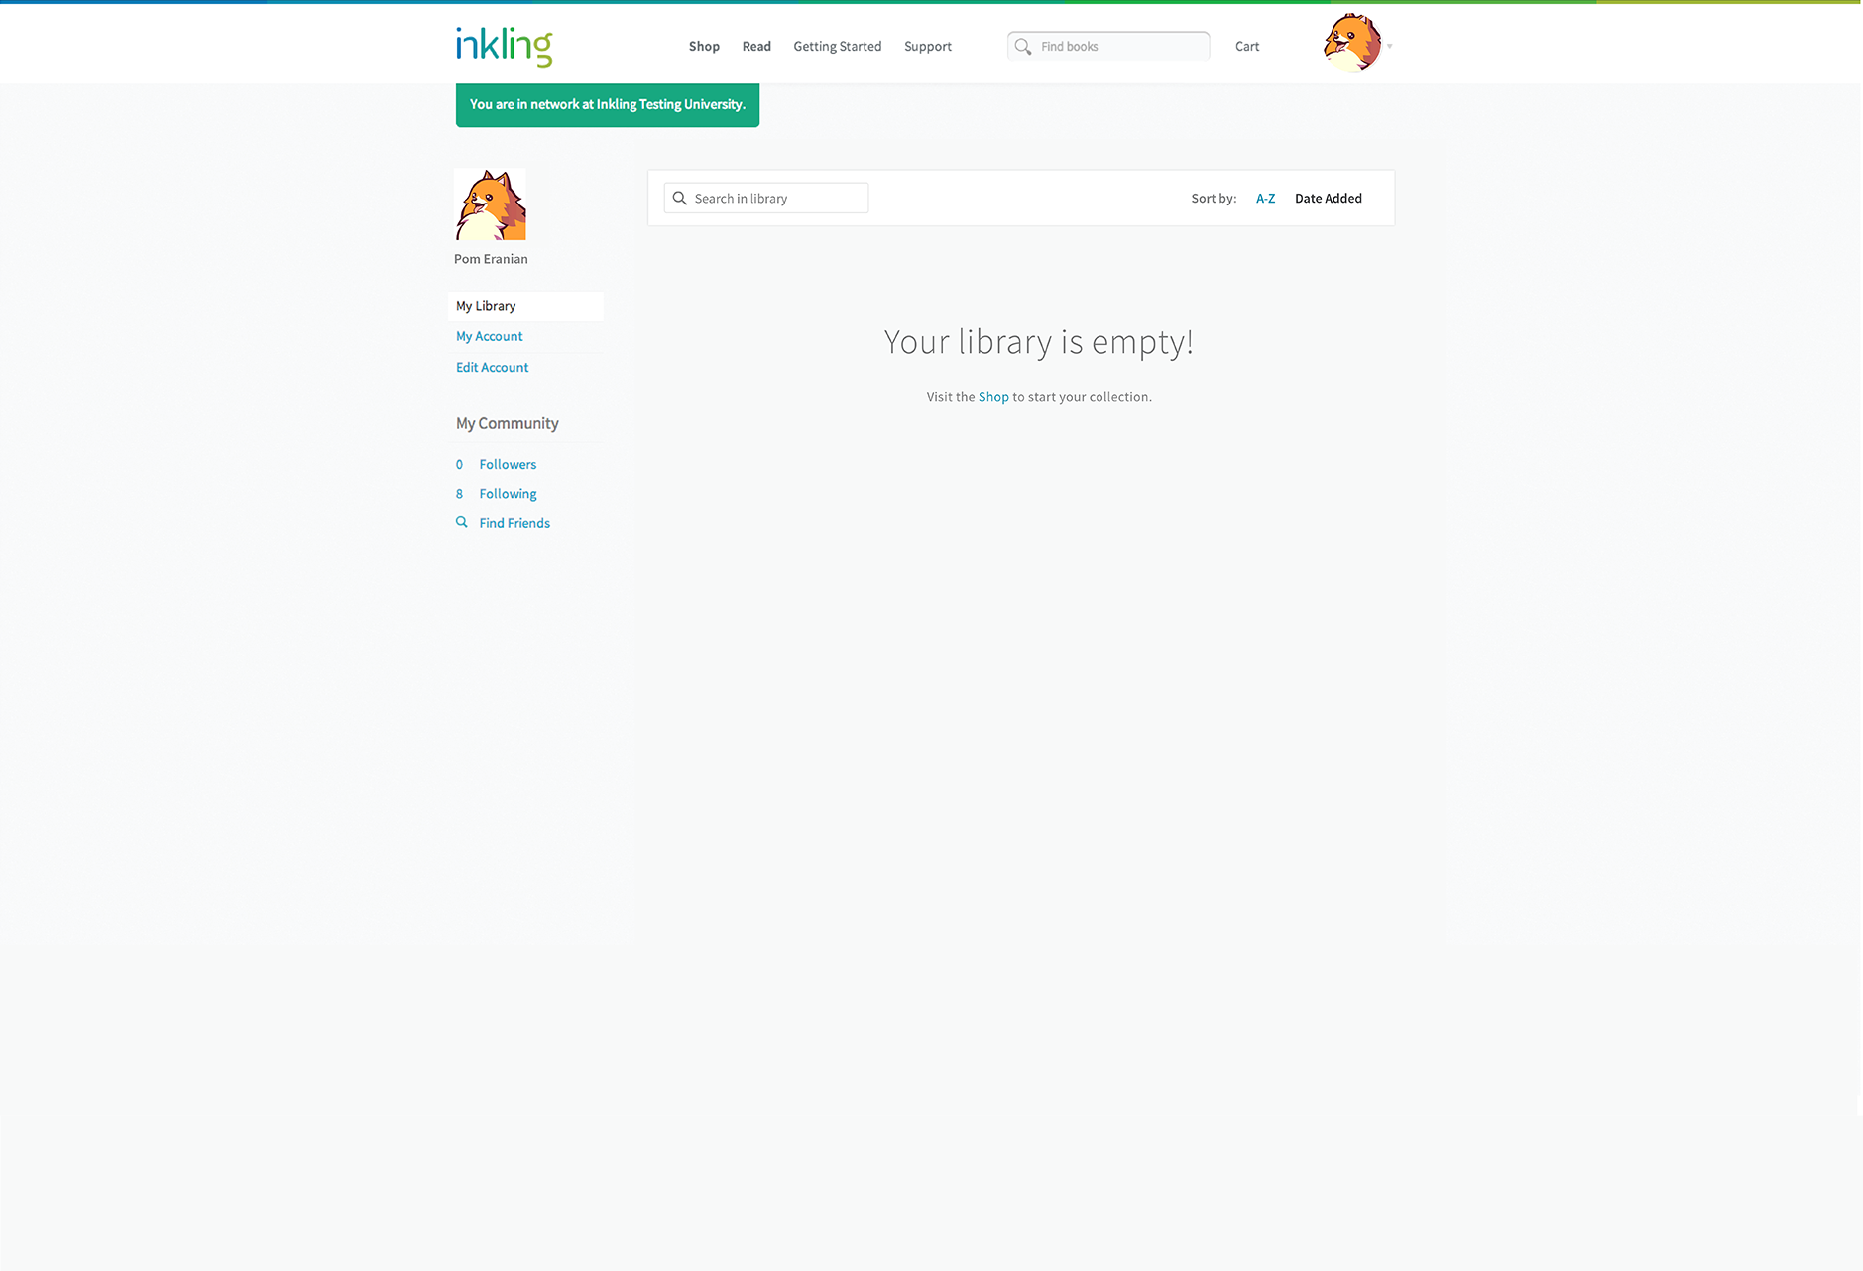 inkling
Shop Read Getting Started Support Find books Cart
You are in network at Inkling Testing University.
Search in library Sort by: A-Z Date Added
Pom Eranian
My Library
My Account
Edit Account
My Community
0 Followers
8 Following
Find Friends
Your library is empty!
Visit the Shop to start your collection.